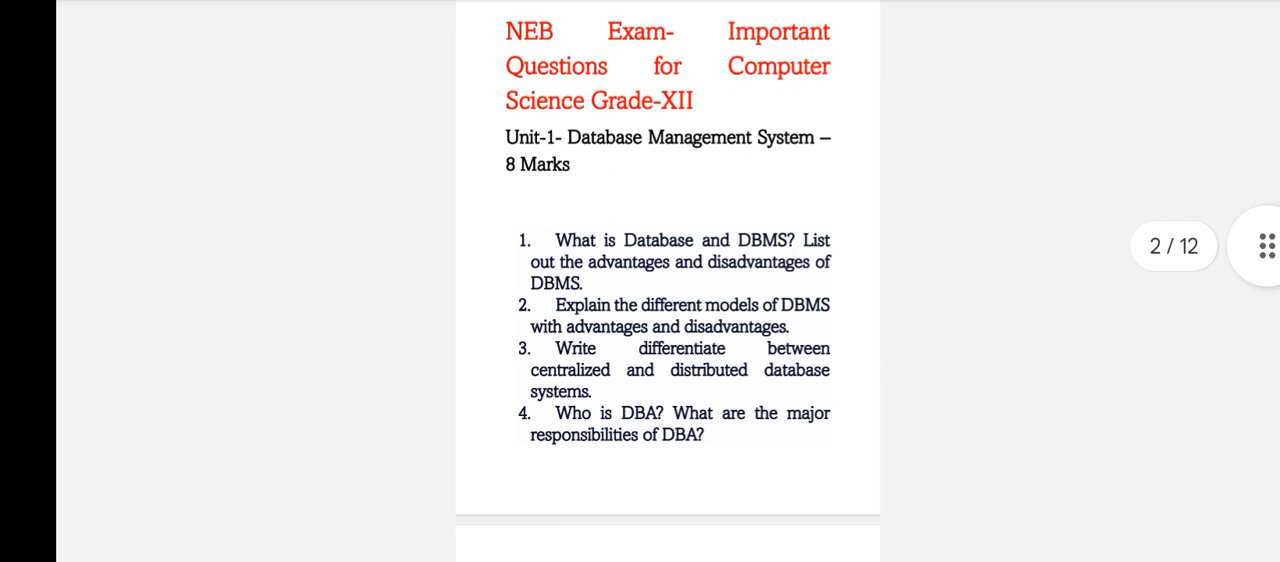 NEB Exam- Important
Questions for Computer
Science Grade-XII
Unit-1- Database Management System –
8 Marks
1. What is Database and DBMS? List
out the advantages and disadvantages of
DBMS.
2. Explain the different models of DBMS
with advantages and disadvantages.
3. Write differentiate between
centralized and distributed database
systems.
4. Who is DBA? What are the major
responsibilities of DBA?
2 / 12